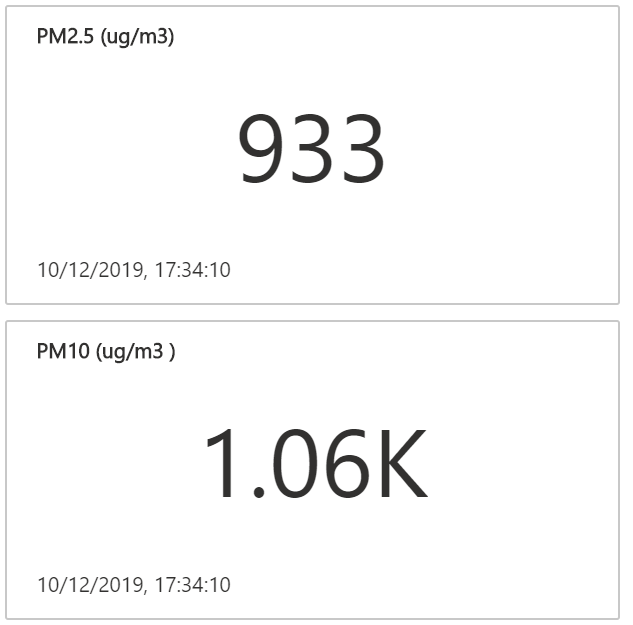 PM2.5 (ug/m3)
933
10/12/2019, 17:34:10
PM10 (ug/m3 )
1.06K
10/12/2019, 17:34:10